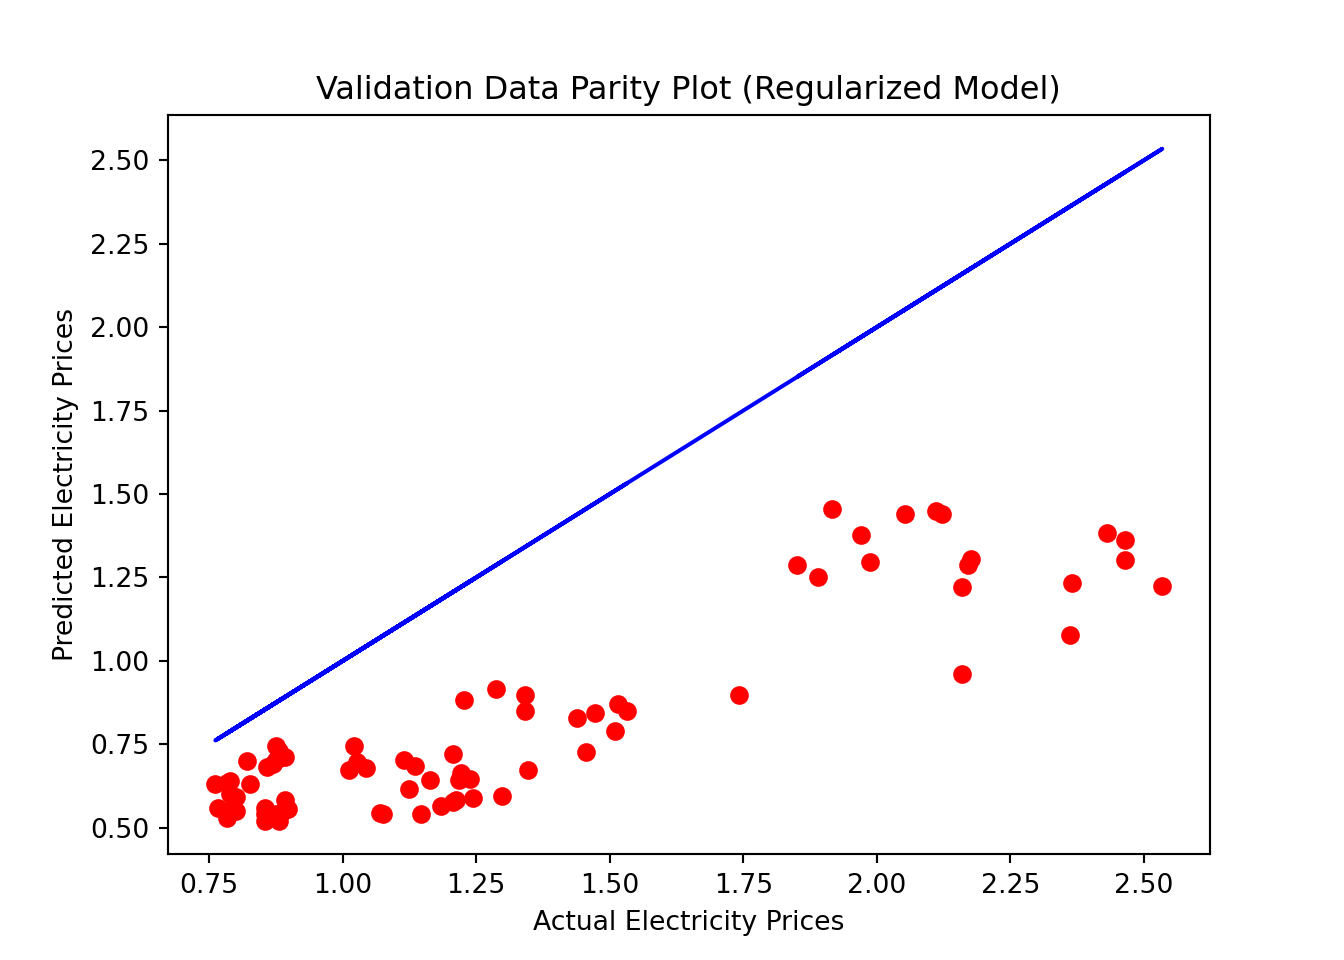 Validation Data Parity Plot (Regularized Model)
2.50
2.25
2.00
1.75
1.50
1.25
1.00
0.75
0.50
Predicted Electricity Prices
0.75 1.00 1.25 1.50 1.75 2.00 2.25 2.50
Actual Electricity Prices